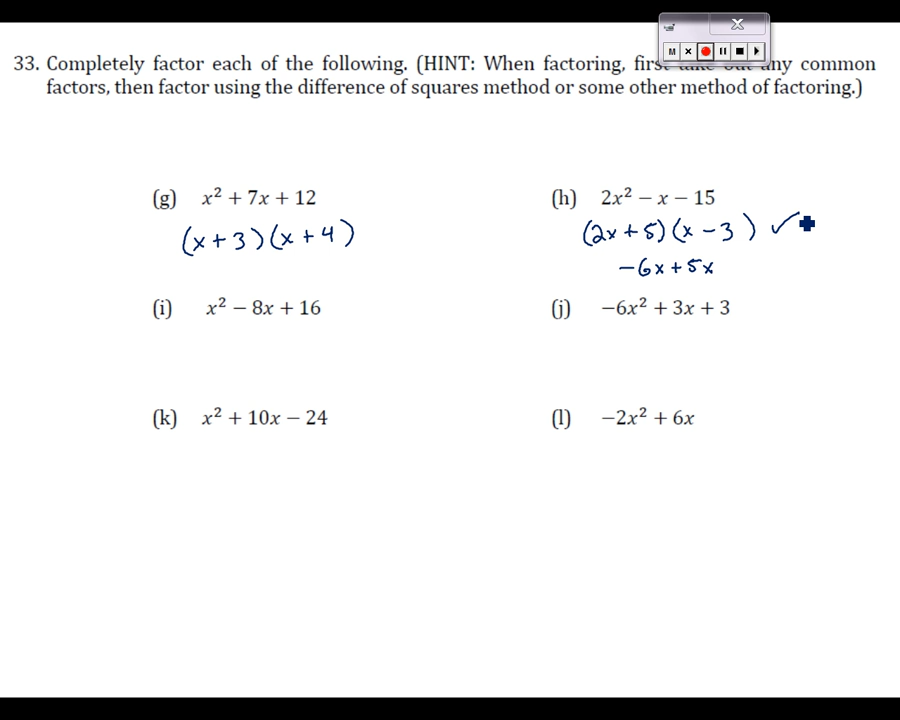 M
33. Completely factor each of the following. (HINT: When factoring, first take out any common
factors, then factor using the difference of squares method or some other method of factoring.)
(g) x² + 7x + 12
(x + 3)(x + 4)
(h) 2x² − x − 15
(2x + 5)(x − 3) ✓
−6x + 5x
(i) x² − 8x + 16
(j) −6x² + 3x + 3
(k) x² + 10x − 24
(l) −2x² + 6x